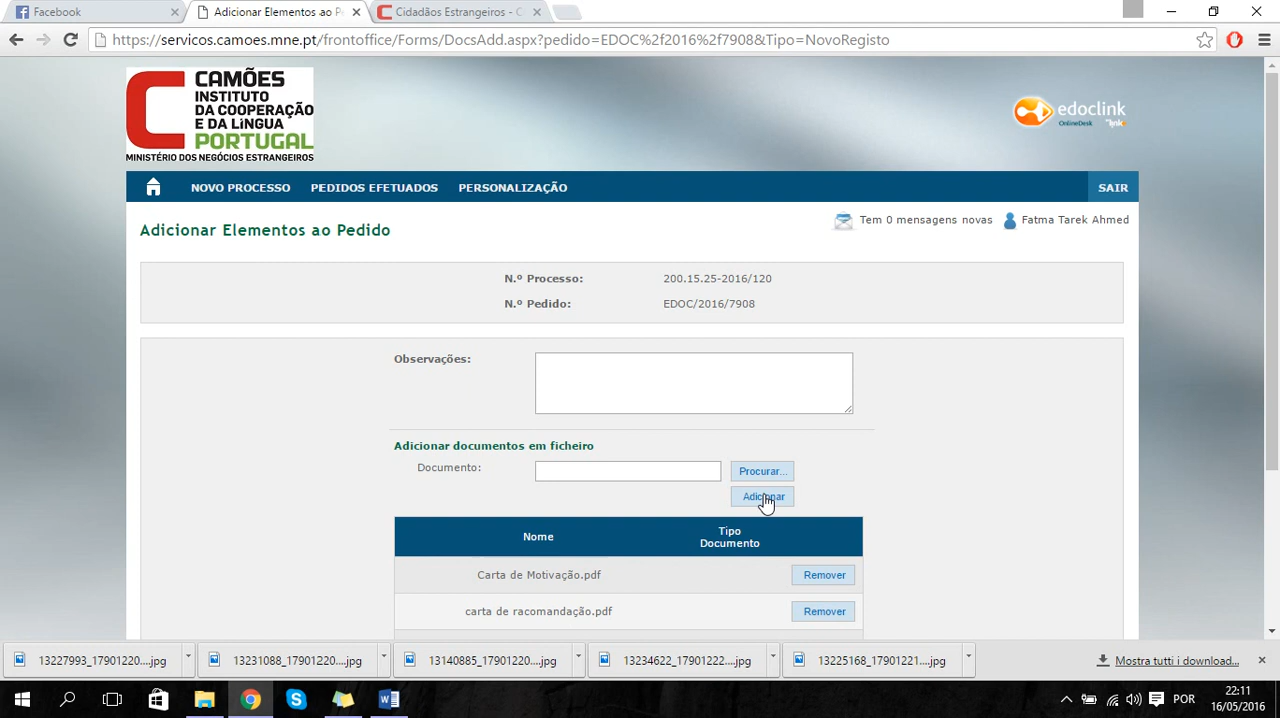 Facebook
Adicionar Elementos ao P
Cidadãos Estrangeiros - C
https://servicos.camoes.mne.pt/frontoffice/Forms/DocsAdd.aspx?pedido=EDOC%2f2016%2f7908&Tipo=NovoRegisto
CAMÕES
INSTITUTO
DA COOPERAÇÃO
E DA LÍNGUA
PORTUGAL
MINISTÉRIO DOS NEGÓCIOS ESTRANGEIROS
edoclink
OnlineDesk by link
NOVO PROCESSO PEDIDOS EFETUADOS PERSONALIZAÇÃO SAIR
Tem 0 mensagens novas Fatma Tarek Ahmed
Adicionar Elementos ao Pedido
N.º Processo: 200.15.25-2016/120
N.º Pedido: EDOC/2016/7908
Observações:
Adicionar documentos em ficheiro
Documento: Procurar...
Adicionar
Nome Tipo Documento
Carta de Motivação.pdf Remover
carta de racomandação.pdf Remover
13227993_17901220....jpg 13231088_17901220....jpg 13140885_17901220....jpg 13234622_17901222....jpg 13225168_17901221....jpg Mostra tutti i download...
POR 22:11
16/05/2016